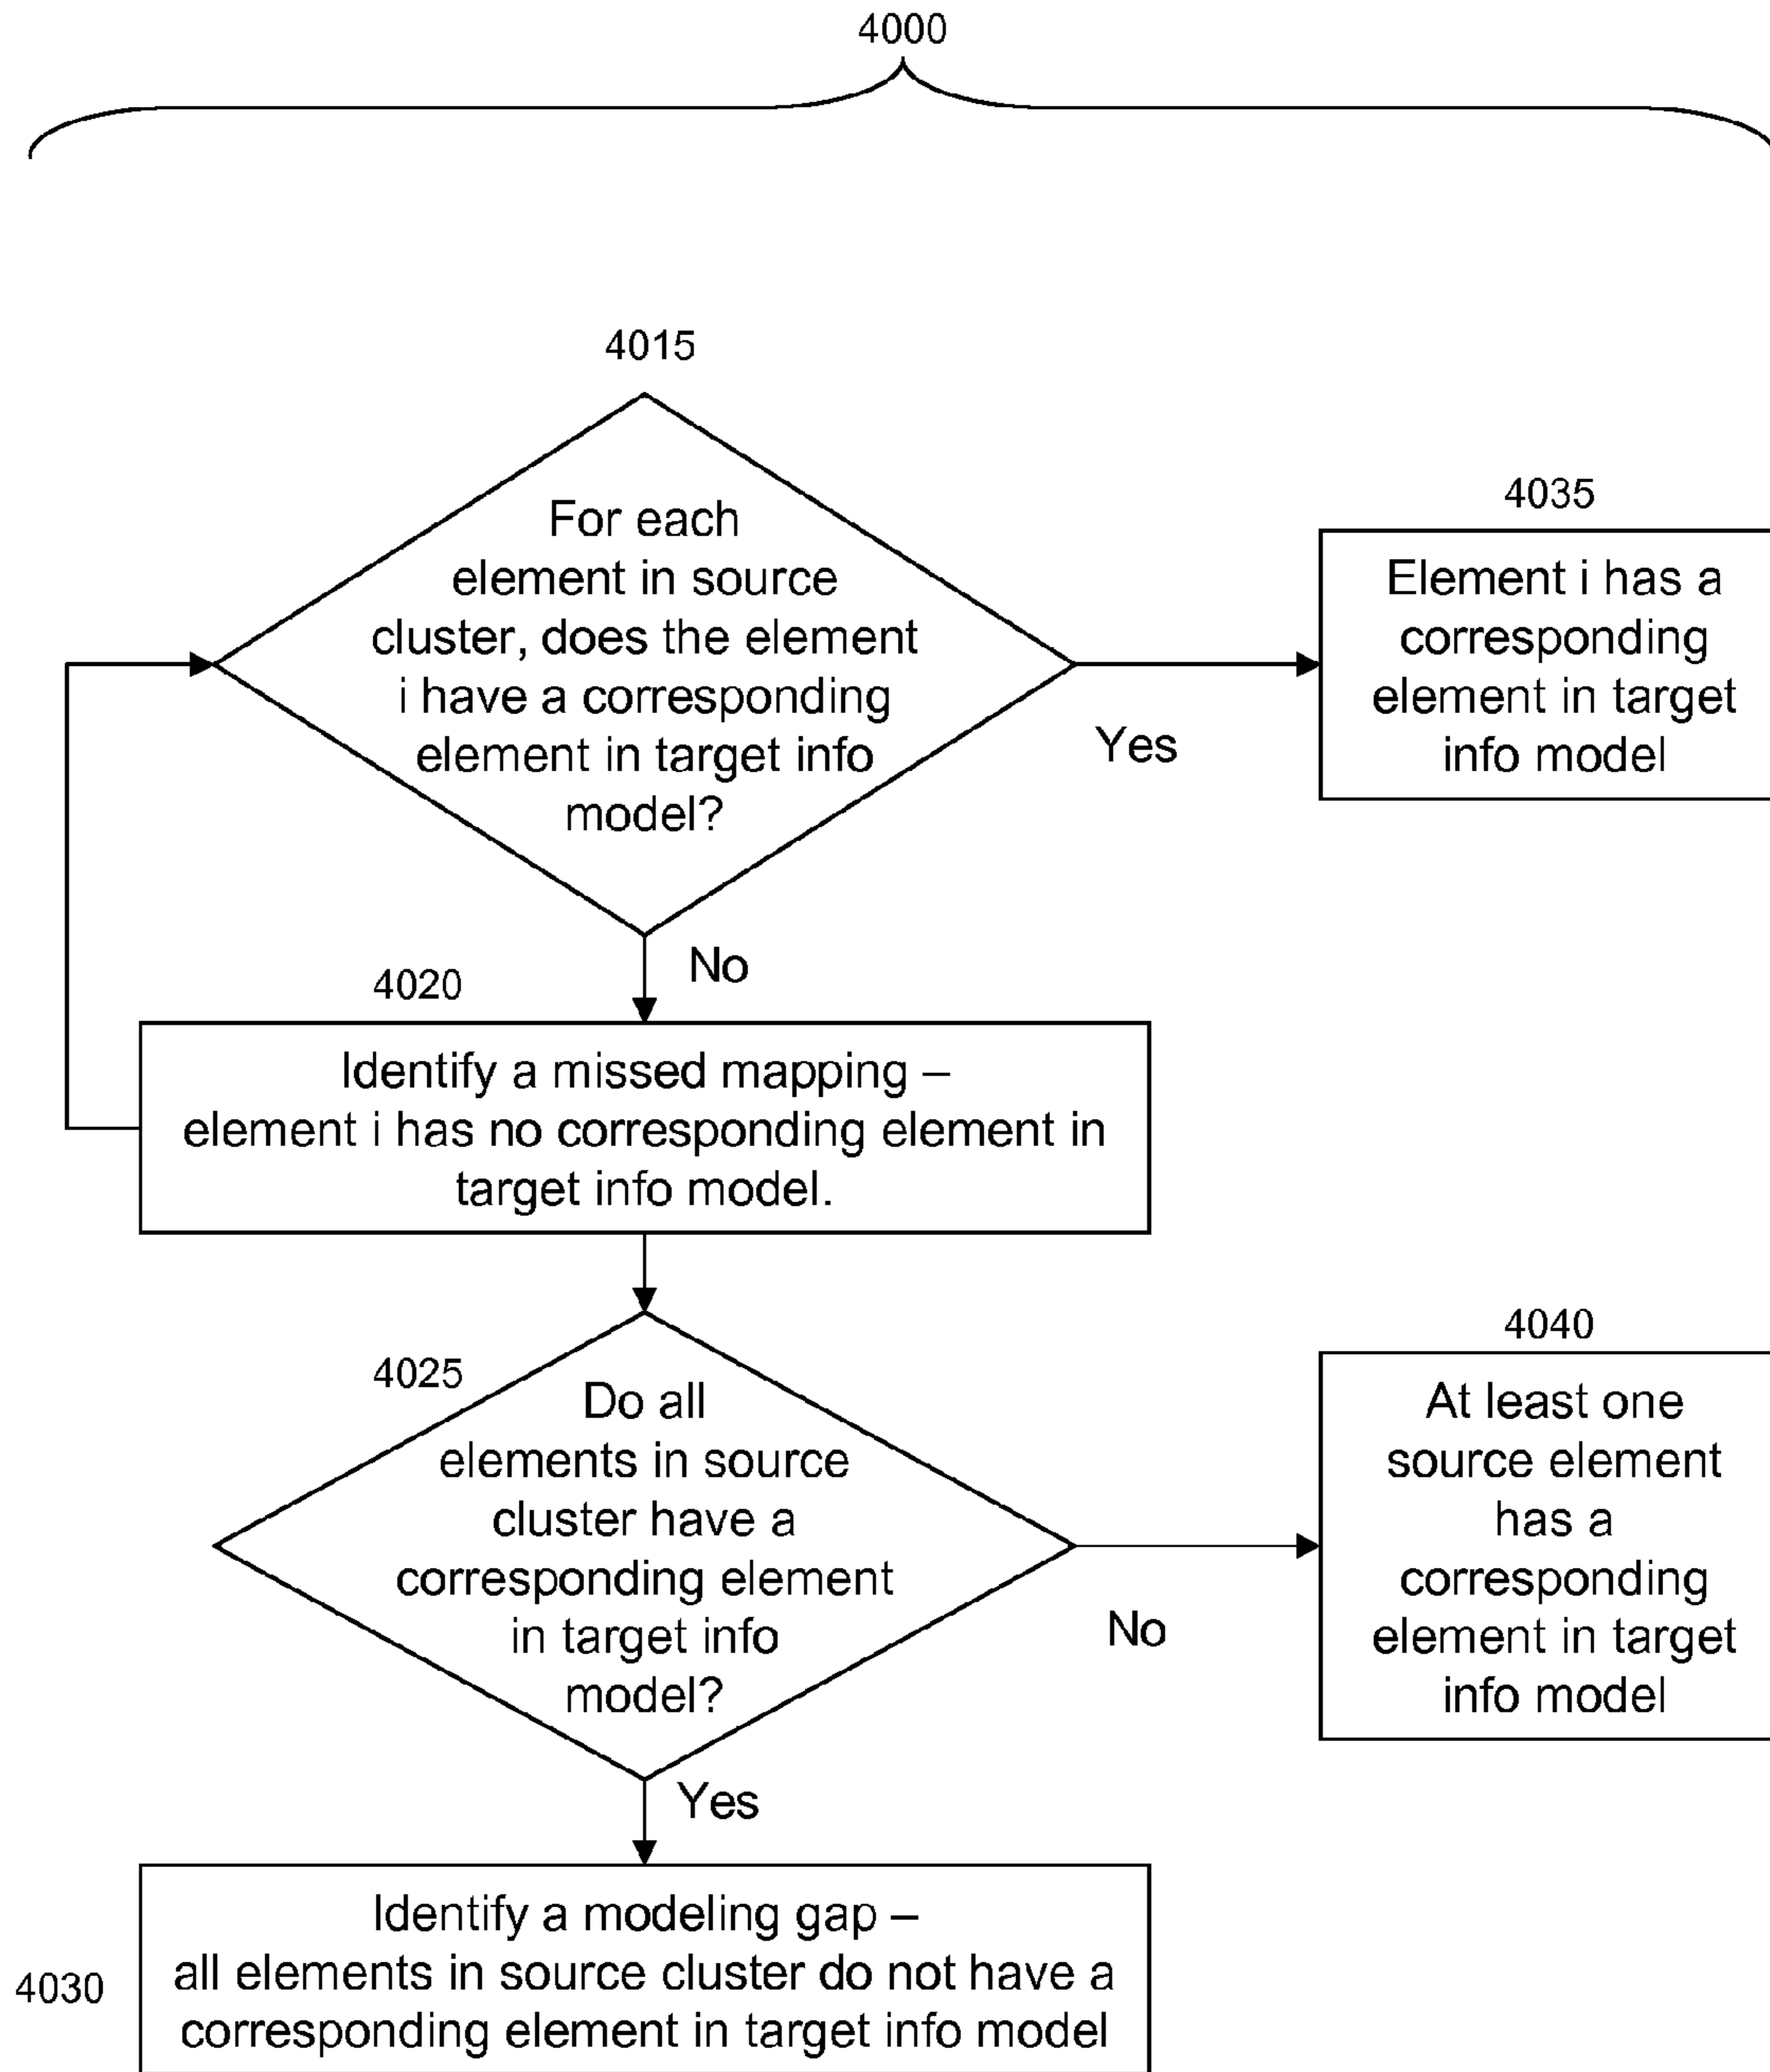 4000
4015
For each
element in source
cluster, does the element
i have a corresponding
element in target info
model?
Yes
4035
Element i has a
corresponding
element in target
info model
No
4020
Identify a missed mapping –
element i has no corresponding element in
target info model.
4025
Do all
elements in source
cluster have a
corresponding element
in target info
model?
No
4040
At least one
source element
has a
corresponding
element in target
info model
Yes
4030
Identify a modeling gap –
all elements in source cluster do not have a
corresponding element in target info model